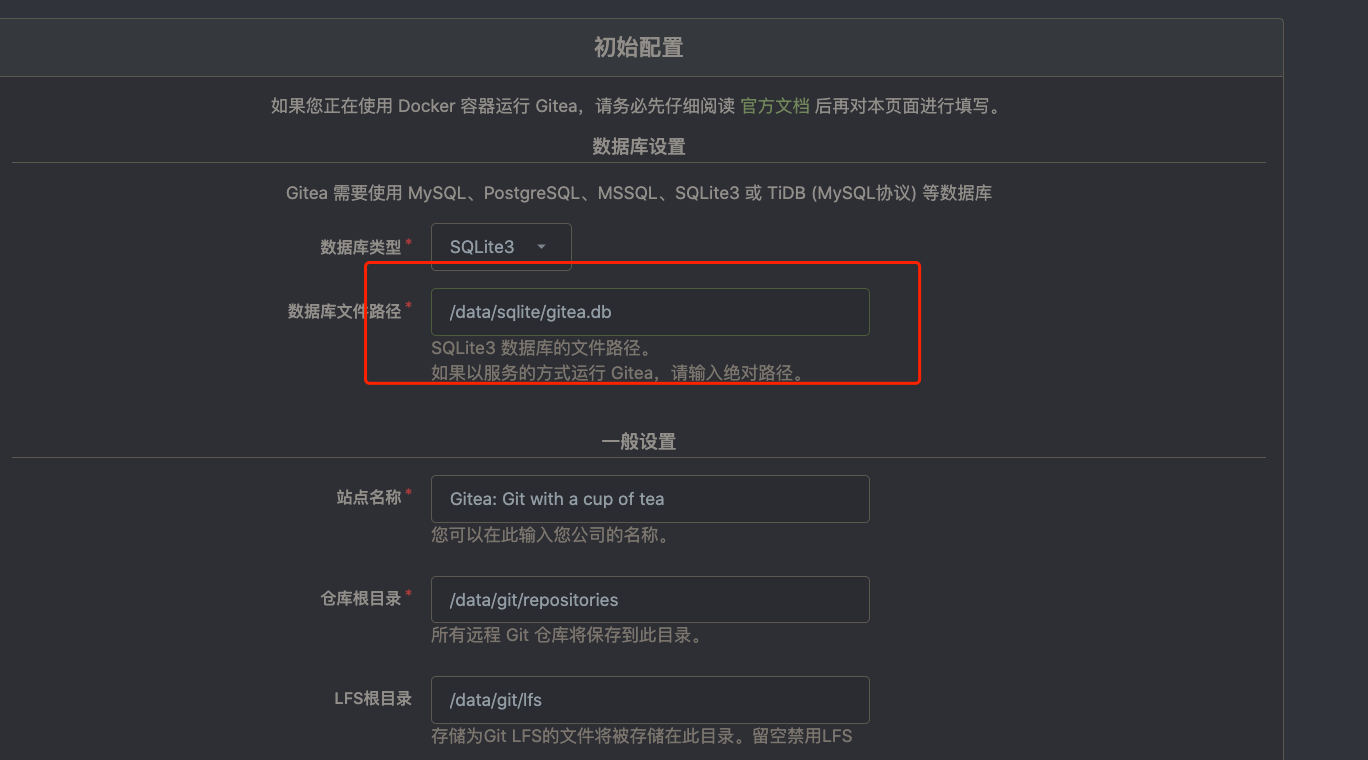 初始配置
如果您正在使用 Docker 容器运行 Gitea，请务必先仔细阅读 官方文档 后再对本页面进行填写。
数据库设置
Gitea 需要使用 MySQL、PostgreSQL、MSSQL、SQLite3 或 TiDB (MySQL协议) 等数据库
数据库类型*
SQLite3
数据库文件路径*
/data/sqlite/gitea.db
SQLite3 数据库的文件路径。
如果以服务的方式运行 Gitea，请输入绝对路径。
一般设置
站点名称*
Gitea: Git with a cup of tea
您可以在此输入您公司的名称。
仓库根目录*
/data/git/repositories
所有远程 Git 仓库将保存到此目录。
LFS根目录
/data/git/lfs
存储为Git LFS的文件将被存储在此目录。留空禁用LFS